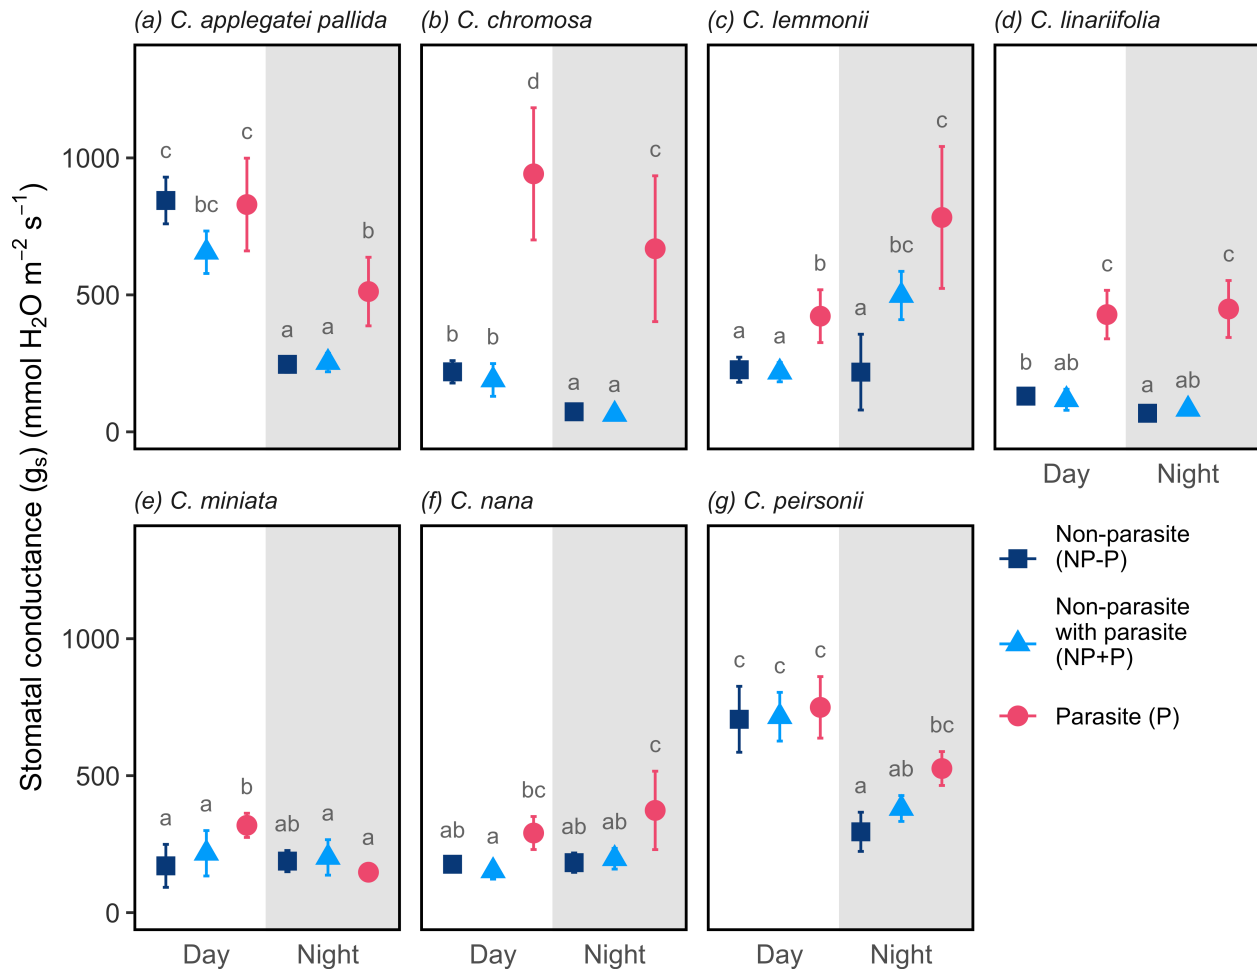 (a) C. applegatei pallida
(b) C. chromosa
(c) C. lemmonii
(d) C. linariifolia
Stomatal conductance (gₛ) (mmol H₂O m⁻² s⁻¹)
1000
500
0
c
bc
c
a
a
b
b
b
d
a
a
c
a
a
b
a
bc
c
b
ab
c
a
ab
c
Day
Night
(e) C. miniata
(f) C. nana
(g) C. peirsonii
1000
500
0
a
a
b
ab
a
a
ab
a
bc
ab
ab
c
c
c
c
a
ab
bc
Day
Night
Day
Night
Day
Night
Non-parasite
(NP-P)
Non-parasite
with parasite
(NP+P)
Parasite (P)